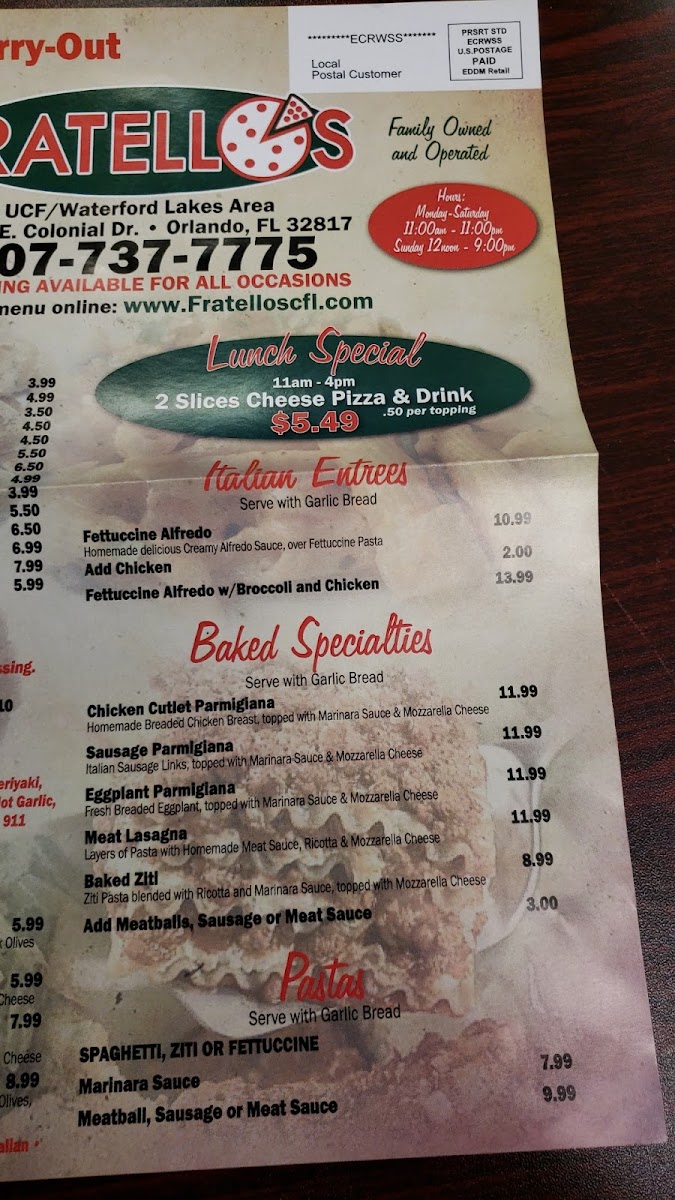 rry-Out
*********ECRWSS*******
Local
Postal Customer
PRSRT STD
ECRWSS
U.S.POSTAGE
PAID
EDDM Retail
RATELLOS
Family Owned
and Operated
UCF/Waterford Lakes Area
E. Colonial Dr. • Orlando, FL 32817
07-737-7775
ING AVAILABLE FOR ALL OCCASIONS
menu online: www.Fratelloscfl.com
Hours:
Monday-Saturday
11:00am - 11:00pm
Sunday 12noon - 9:00pm
Lunch Special
11am - 4pm
2 Slices Cheese Pizza & Drink
$5.49 .50 per topping
3.99
4.99
3.50
4.50
4.50
5.50
6.50
4.99
3.99
5.50
6.50
6.99
7.99
5.99
ssing.
10
eriyaki,
ot Garlic,
911
5.99
Olives
5.99
Cheese
7.99
Cheese
8.99
Olives,
alian
Italian Entrees
Serve with Garlic Bread
Fettuccine Alfredo 10.99
Homemade delicious Creamy Alfredo Sauce, over Fettuccine Pasta
Add Chicken 2.00
Fettuccine Alfredo w/Broccoli and Chicken 13.99
Baked Specialties
Serve with Garlic Bread
Chicken Cutlet Parmigiana 11.99
Homemade Breaded Chicken Breast, topped with Marinara Sauce & Mozzarella Cheese
Sausage Parmigiana 11.99
Italian Sausage Links, topped with Marinara Sauce & Mozzarella Cheese
Eggplant Parmigiana 11.99
Fresh Breaded Eggplant, topped with Marinara Sauce & Mozzarella Cheese
Meat Lasagna 11.99
Layers of Pasta with Homemade Meat Sauce, Ricotta & Mozzarella Cheese
Baked Ziti 8.99
Ziti Pasta blended with Ricotta and Marinara Sauce, topped with Mozzarella Cheese
Add Meatballs, Sausage or Meat Sauce 3.00
Pastas
Serve with Garlic Bread
SPAGHETTI, ZITI OR FETTUCCINE
Marinara Sauce 7.99
Meatball, Sausage or Meat Sauce 9.99